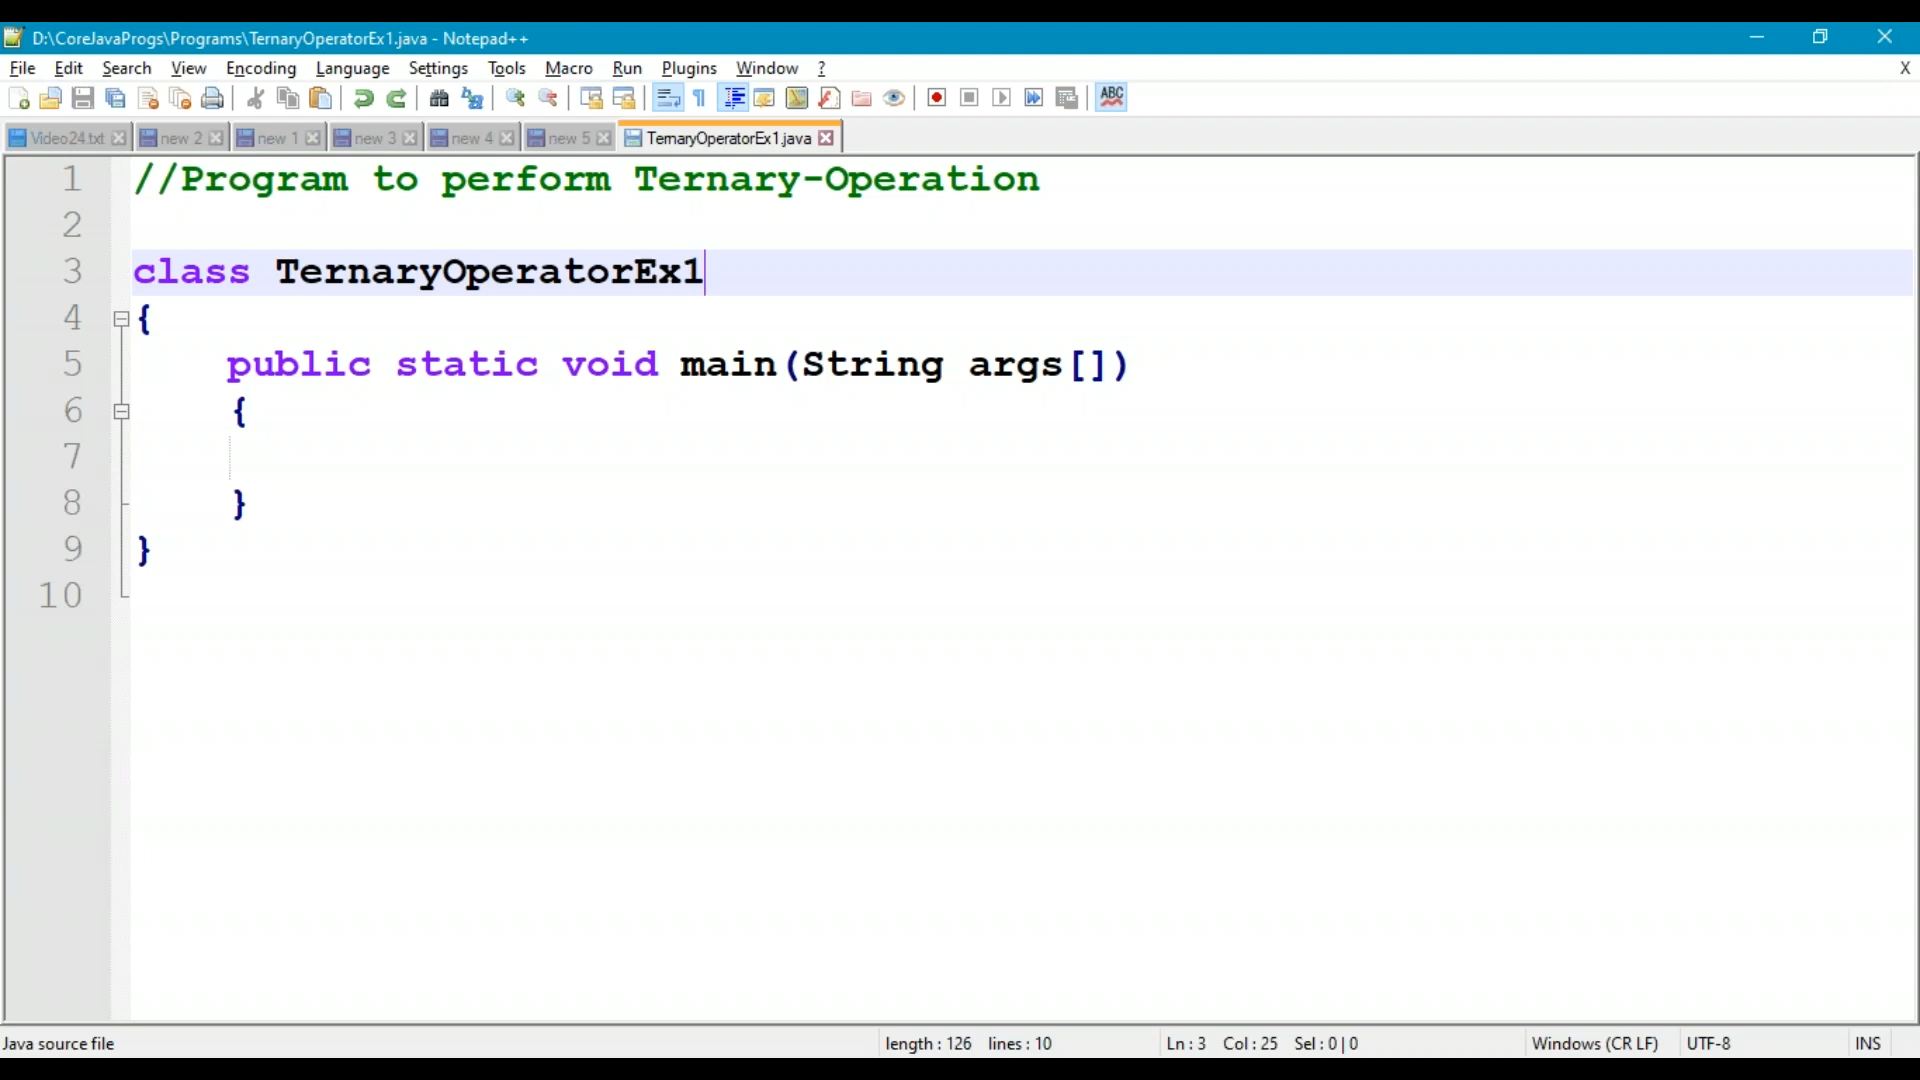 D:\CoreJavaProgs\Programs\TernaryOperatorEx1.java - Notepad++
File Edit Search View Encoding Language Settings Tools Macro Run Plugins Window ? X
ABC
Video24.txt new 2 new 1 new 3 new 4 new 5 TernaryOperatorEx1.java
1 //Program to perform Ternary-Operation
2
3 class TernaryOperatorEx1
4 {
5 public static void main(String args[])
6 {
7
8 }
9 }
10
Java source file length : 126 lines : 10 Ln : 3 Col : 25 Sel : 0 | 0 Windows (CR LF) UTF-8 INS